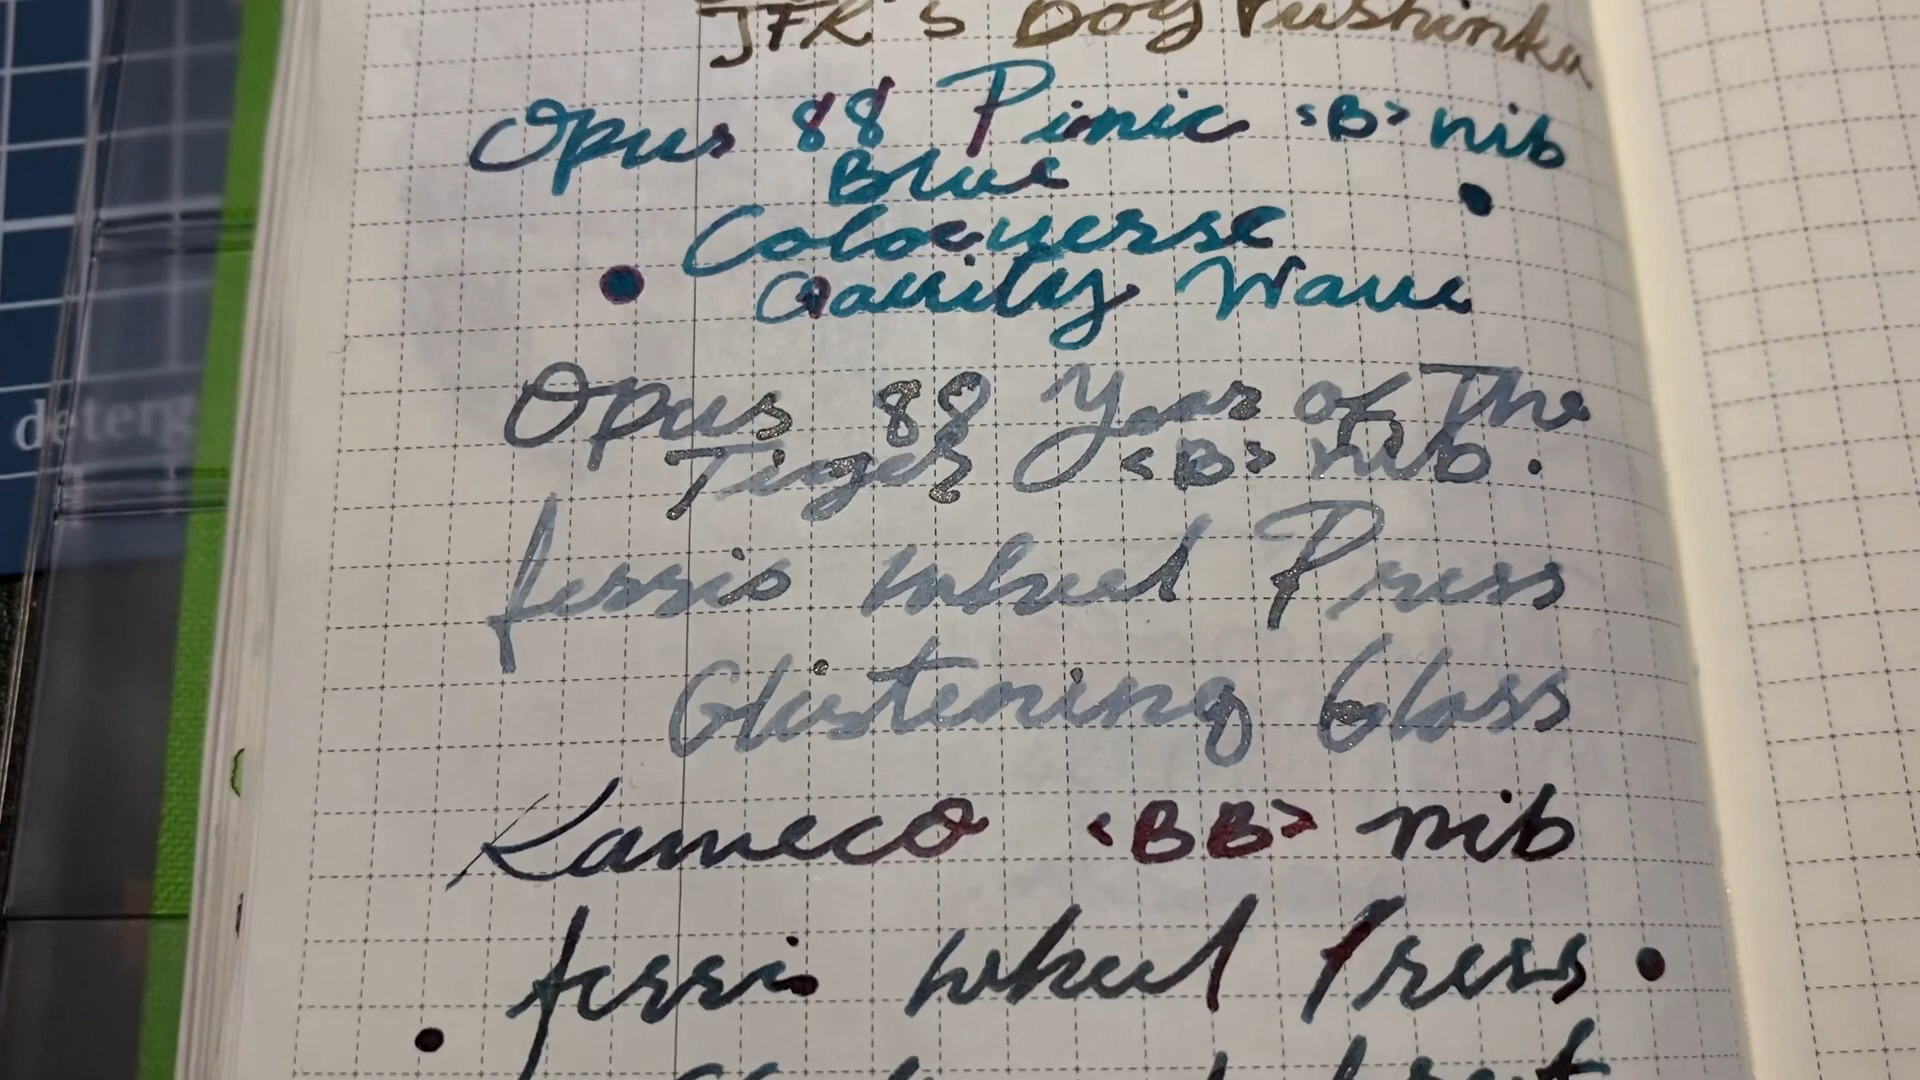 JFK's Dog Pushinka
Opus 88 Picnic <B> nib
Blue
Colorverse
Gravity Wave
Opus 88 Year of The
Tiger <B> nib.
ferris wheel Press
Glistening Glass
Kaweco <BB> nib
ferris wheel Press
deterg